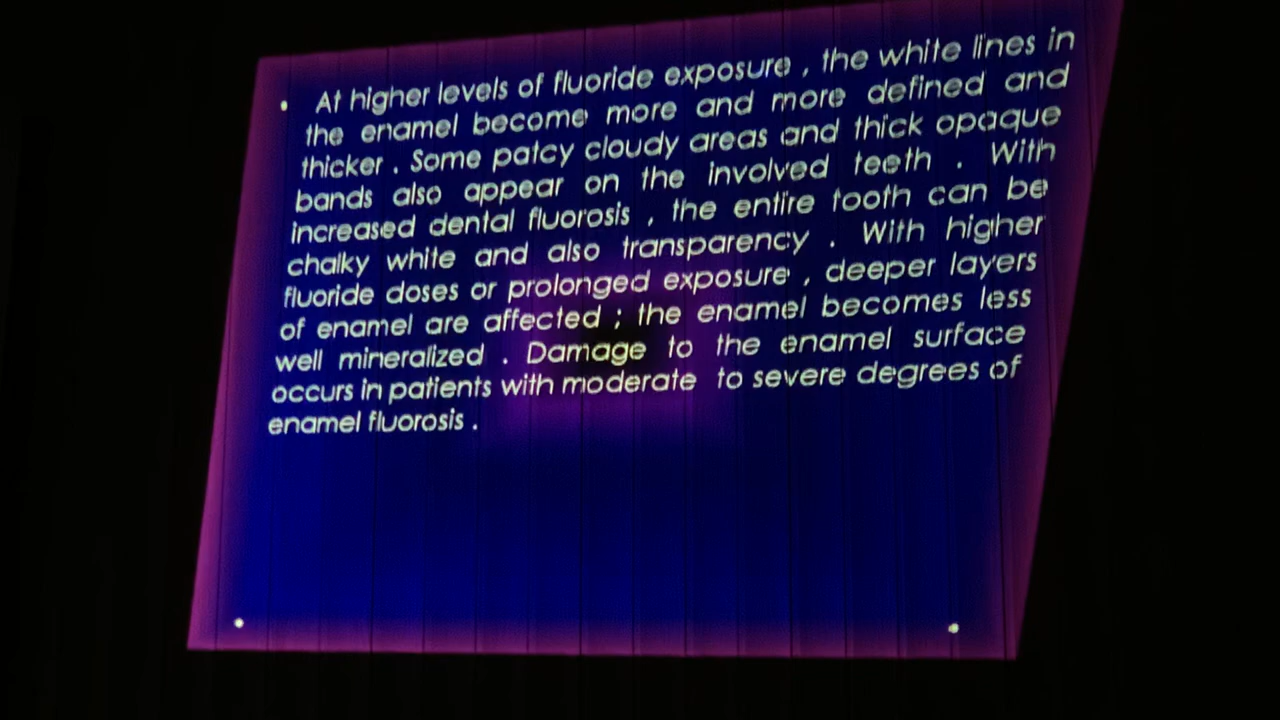 • At higher levels of fluoride exposure , the white lines in
the enamel become more and more defined and
thicker . Some patcy cloudy areas and thick opaque
bands also appear on the involved teeth . With
increased dental fluorosis , the entire tooth can be
chalky white and also transparency . With higher
fluoride doses or prolonged exposure , deeper layers
of enamel are affected ; the enamel becomes less
well mineralized . Damage to the enamel surface
occurs in patients with moderate to severe degrees of
enamel fluorosis .